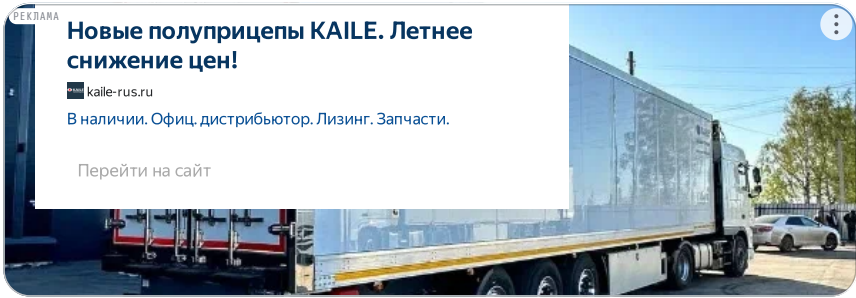 РЕКЛАМА
Новые полуприцепы KAILE. Летнее
снижение цен!
kaile-rus.ru
В наличии. Офиц. дистрибьютор. Лизинг. Запчасти.
Перейти на сайт